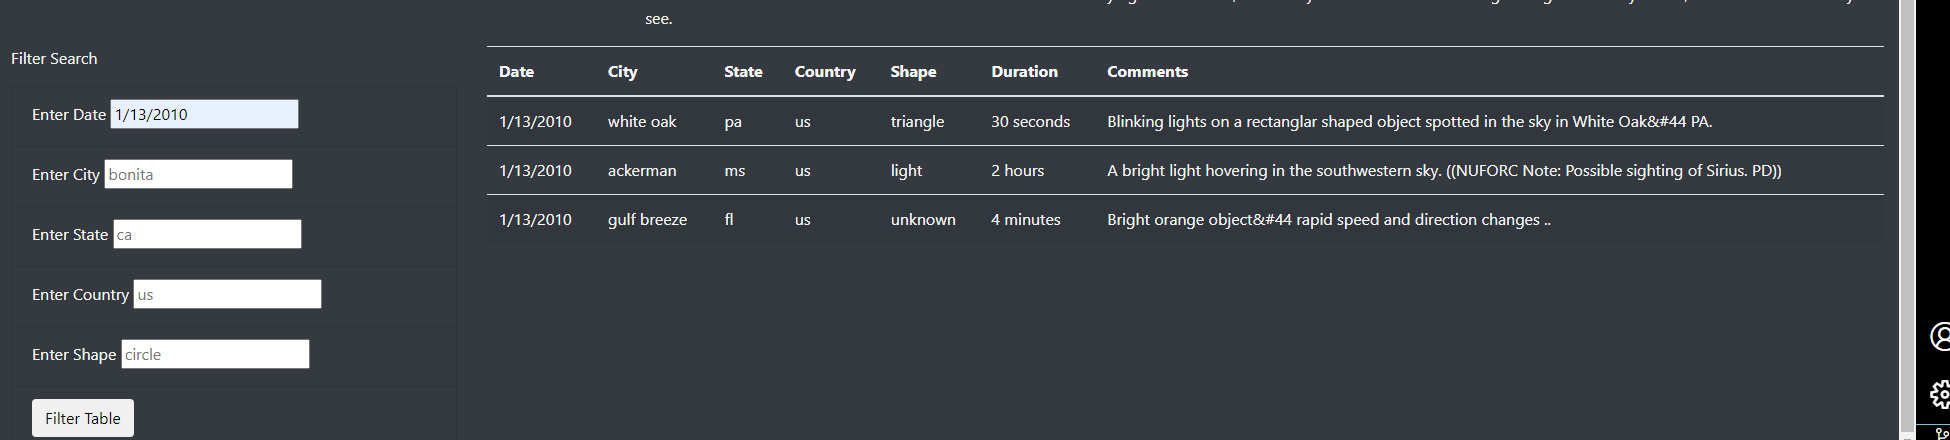 see.
Filter Search
Enter Date 1/13/2010
Enter City bonita
Enter State ca
Enter Country us
Enter Shape circle
Filter Table
Date City State Country Shape Duration Comments
1/13/2010 white oak pa us triangle 30 seconds Blinking lights on a rectanglar shaped object spotted in the sky in White Oak&#44 PA.
1/13/2010 ackerman ms us light 2 hours A bright light hovering in the southwestern sky. ((NUFORC Note: Possible sighting of Sirius. PD))
1/13/2010 gulf breeze fl us unknown 4 minutes Bright orange object&#44 rapid speed and direction changes ..